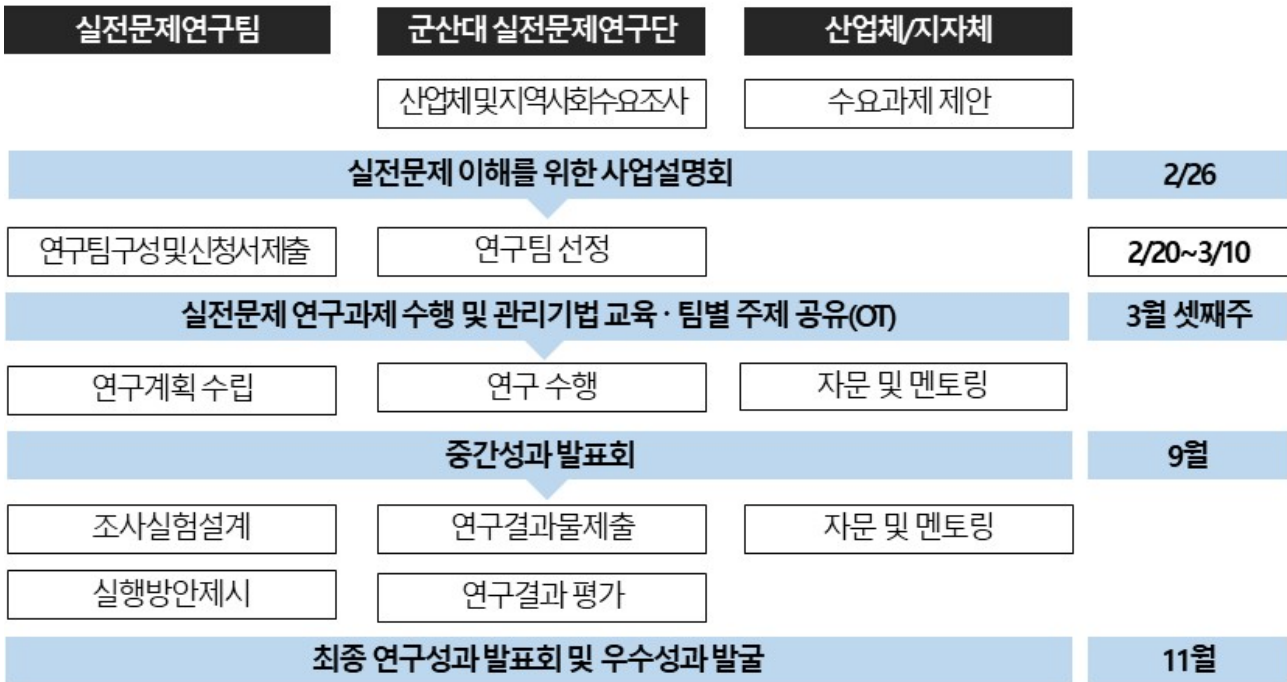 실전문제연구팀 군산대 실전문제연구단 산업체/지자체
산업체및지역사회수요조사 수요과제 제안
실전문제 이해를 위한 사업설명회 2/26
연구팀구성및신청서제출 연구팀 선정 2/20~3/10
실전문제 연구과제 수행 및 관리기법 교육 · 팀별 주제 공유(OT) 3월 셋째주
연구계획 수립 연구 수행 자문 및 멘토링
중간성과 발표회 9월
조사실험설계 연구결과물제출 자문 및 멘토링
실행방안제시 연구결과 평가
최종 연구성과 발표회 및 우수성과 발굴 11월